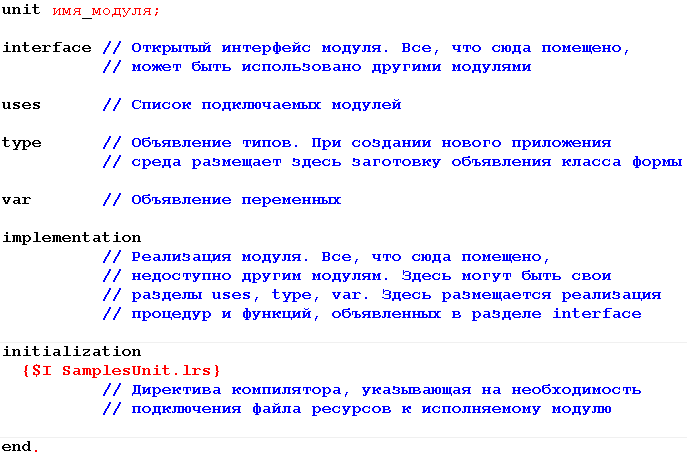 unit имя_модуля;
interface // Открытый интерфейс модуля. Все, что сюда помещено,
// может быть использовано другими модулями
uses // Список подключаемых модулей
type // Объявление типов. При создании нового приложения
// среда размещает здесь заготовку объявления класса формы
var // Объявление переменных
implementation
// Реализация модуля. Все, что сюда помещено,
// недоступно другим модулям. Здесь могут быть свои
// разделы uses, type, var. Здесь размещается реализация
// процедур и функций, объявленных в разделе interface
initialization
{$I SamplesUnit.lrs}
// Директива компилятора, указывающая на необходимость
// подключения файла ресурсов к исполняемому модулю
end.